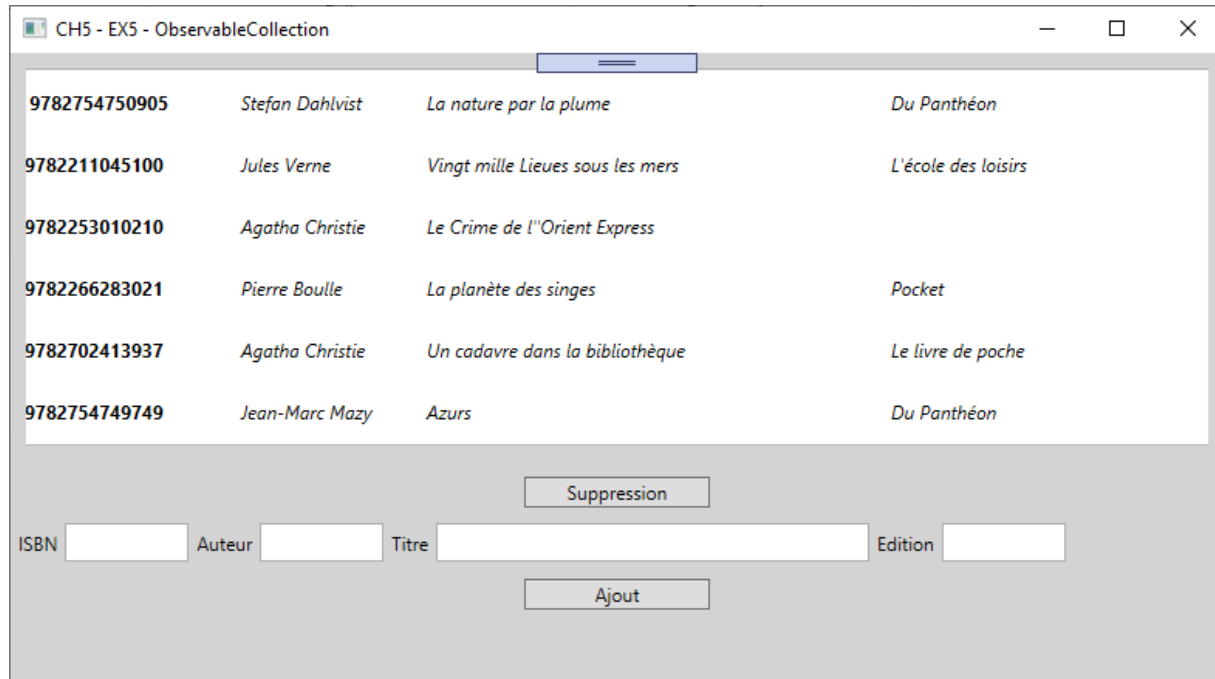 CH5 - EX5 - ObservableCollection
9782754750905 Stefan Dahlvist La nature par la plume Du Panthéon
9782211045100 Jules Verne Vingt mille Lieues sous les mers L'école des loisirs
9782253010210 Agatha Christie Le Crime de l''Orient Express
9782266283021 Pierre Boulle La planète des singes Pocket
9782702413937 Agatha Christie Un cadavre dans la bibliothèque Le livre de poche
9782754749749 Jean-Marc Mazy Azurs Du Panthéon
Suppression
ISBN Auteur Titre Edition
Ajout